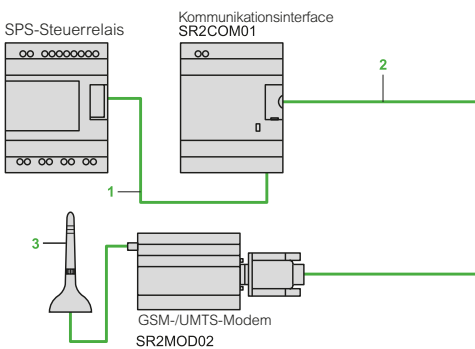 SPS-Steuerrelais
Kommunikationsinterface
SR2COM01
2
1
3
GSM-/UMTS-Modem
SR2MOD02